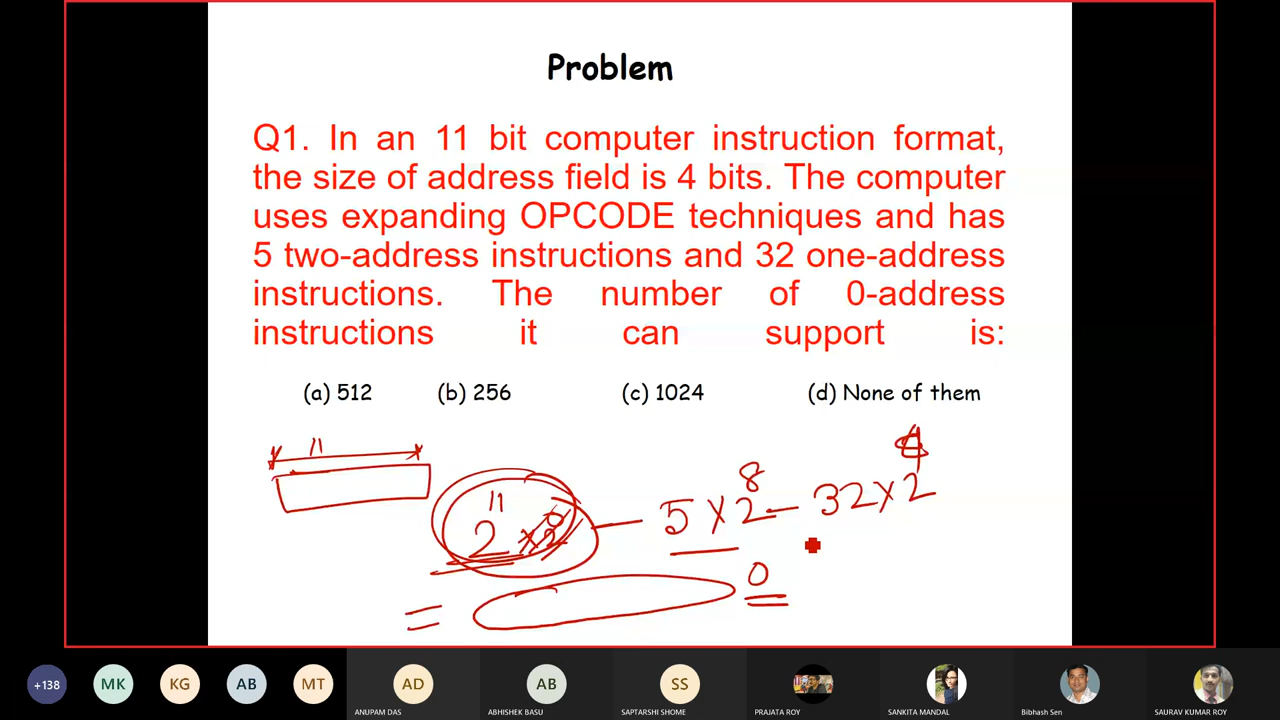 Problem
Q1. In an 11 bit computer instruction format,
the size of address field is 4 bits. The computer
uses expanding OPCODE techniques and has
5 two-address instructions and 32 one-address
instructions. The number of 0-address
instructions it can support is:
(a) 512 (b) 256 (c) 1024 (d) None of them
11
2^11 — 5 × 2^8 — 32 × 2^4
= 0
+138 MK KG AB MT AD AB SS
ANUPAM DAS ABHISHEK BASU SAPTARSHI SHOME PRAJATA ROY SANKITA MANDAL Bibhash Sen SAURAV KUMAR ROY